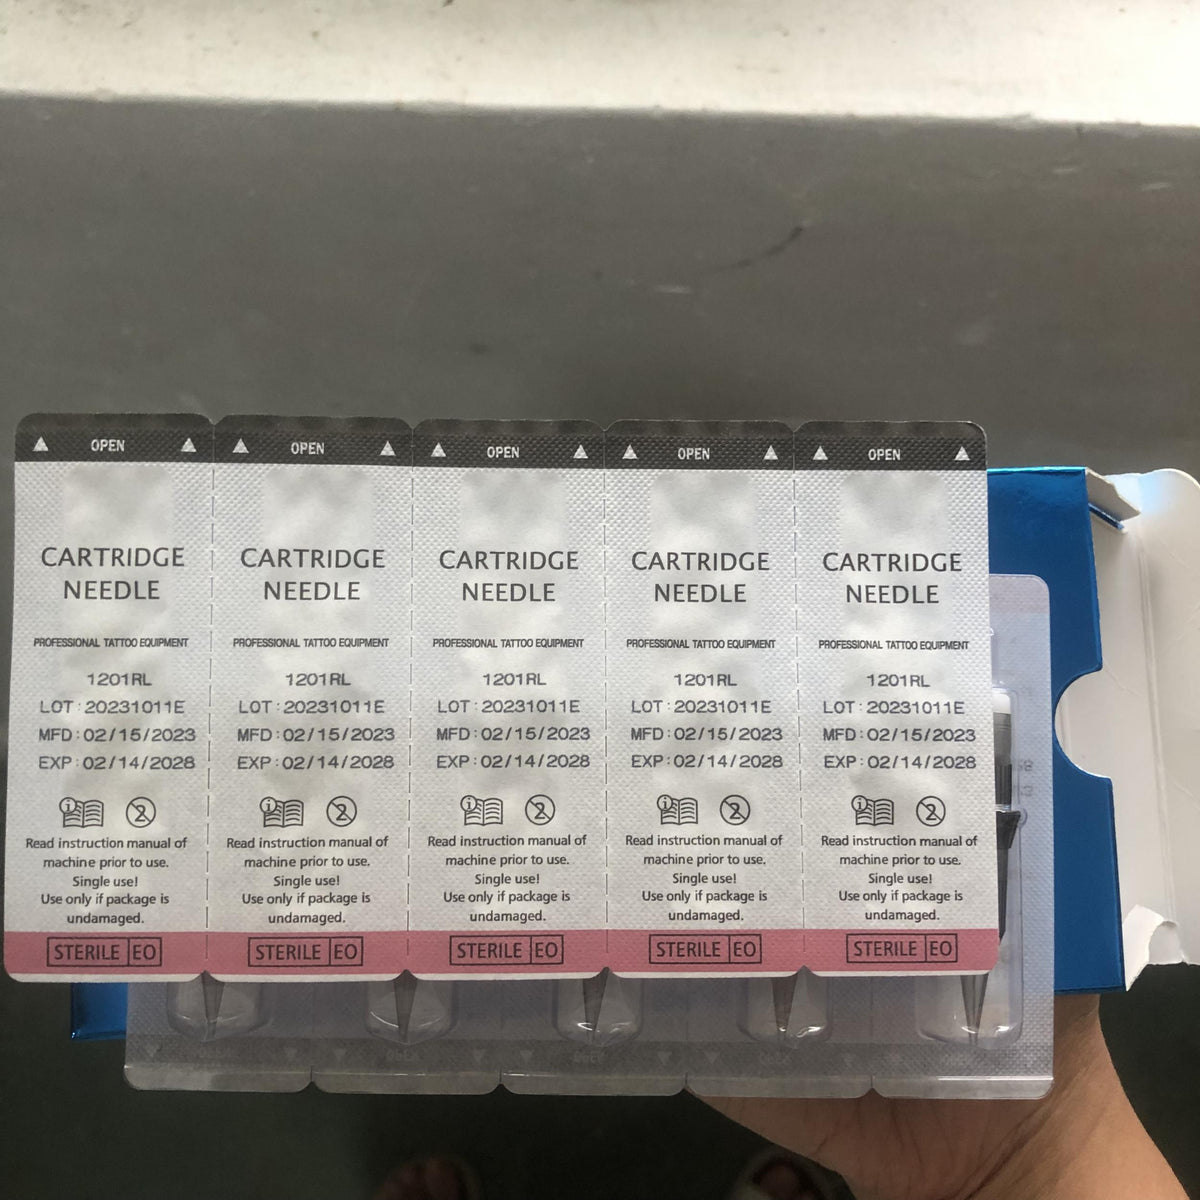 OPEN
CARTRIDGE
NEEDLE
PROFESSIONAL TATTOO EQUIPMENT
1201RL
LOT:20231011E
MFD:02/15/2023
EXP:02/14/2028
Read instruction manual of
machine prior to use.
Single use!
Use only if package is
undamaged.
STERILE EO
OPEN
CARTRIDGE
NEEDLE
PROFESSIONAL TATTOO EQUIPMENT
1201RL
LOT:20231011E
MFD:02/15/2023
EXP:02/14/2028
Read instruction manual of
machine prior to use.
Single use!
Use only if package is
undamaged.
STERILE EO
OPEN
CARTRIDGE
NEEDLE
PROFESSIONAL TATTOO EQUIPMENT
1201RL
LOT:20231011E
MFD:02/15/2023
EXP:02/14/2028
Read instruction manual of
machine prior to use.
Single use!
Use only if package is
undamaged.
STERILE EO
OPEN
CARTRIDGE
NEEDLE
PROFESSIONAL TATTOO EQUIPMENT
1201RL
LOT:20231011E
MFD:02/15/2023
EXP:02/14/2028
Read instruction manual of
machine prior to use.
Single use!
Use only if package is
undamaged.
STERILE EO
OPEN
CARTRIDGE
NEEDLE
PROFESSIONAL TATTOO EQUIPMENT
1201RL
LOT:20231011E
MFD:02/15/2023
EXP:02/14/2028
Read instruction manual of
machine prior to use.
Single use!
Use only if package is
undamaged.
STERILE EO